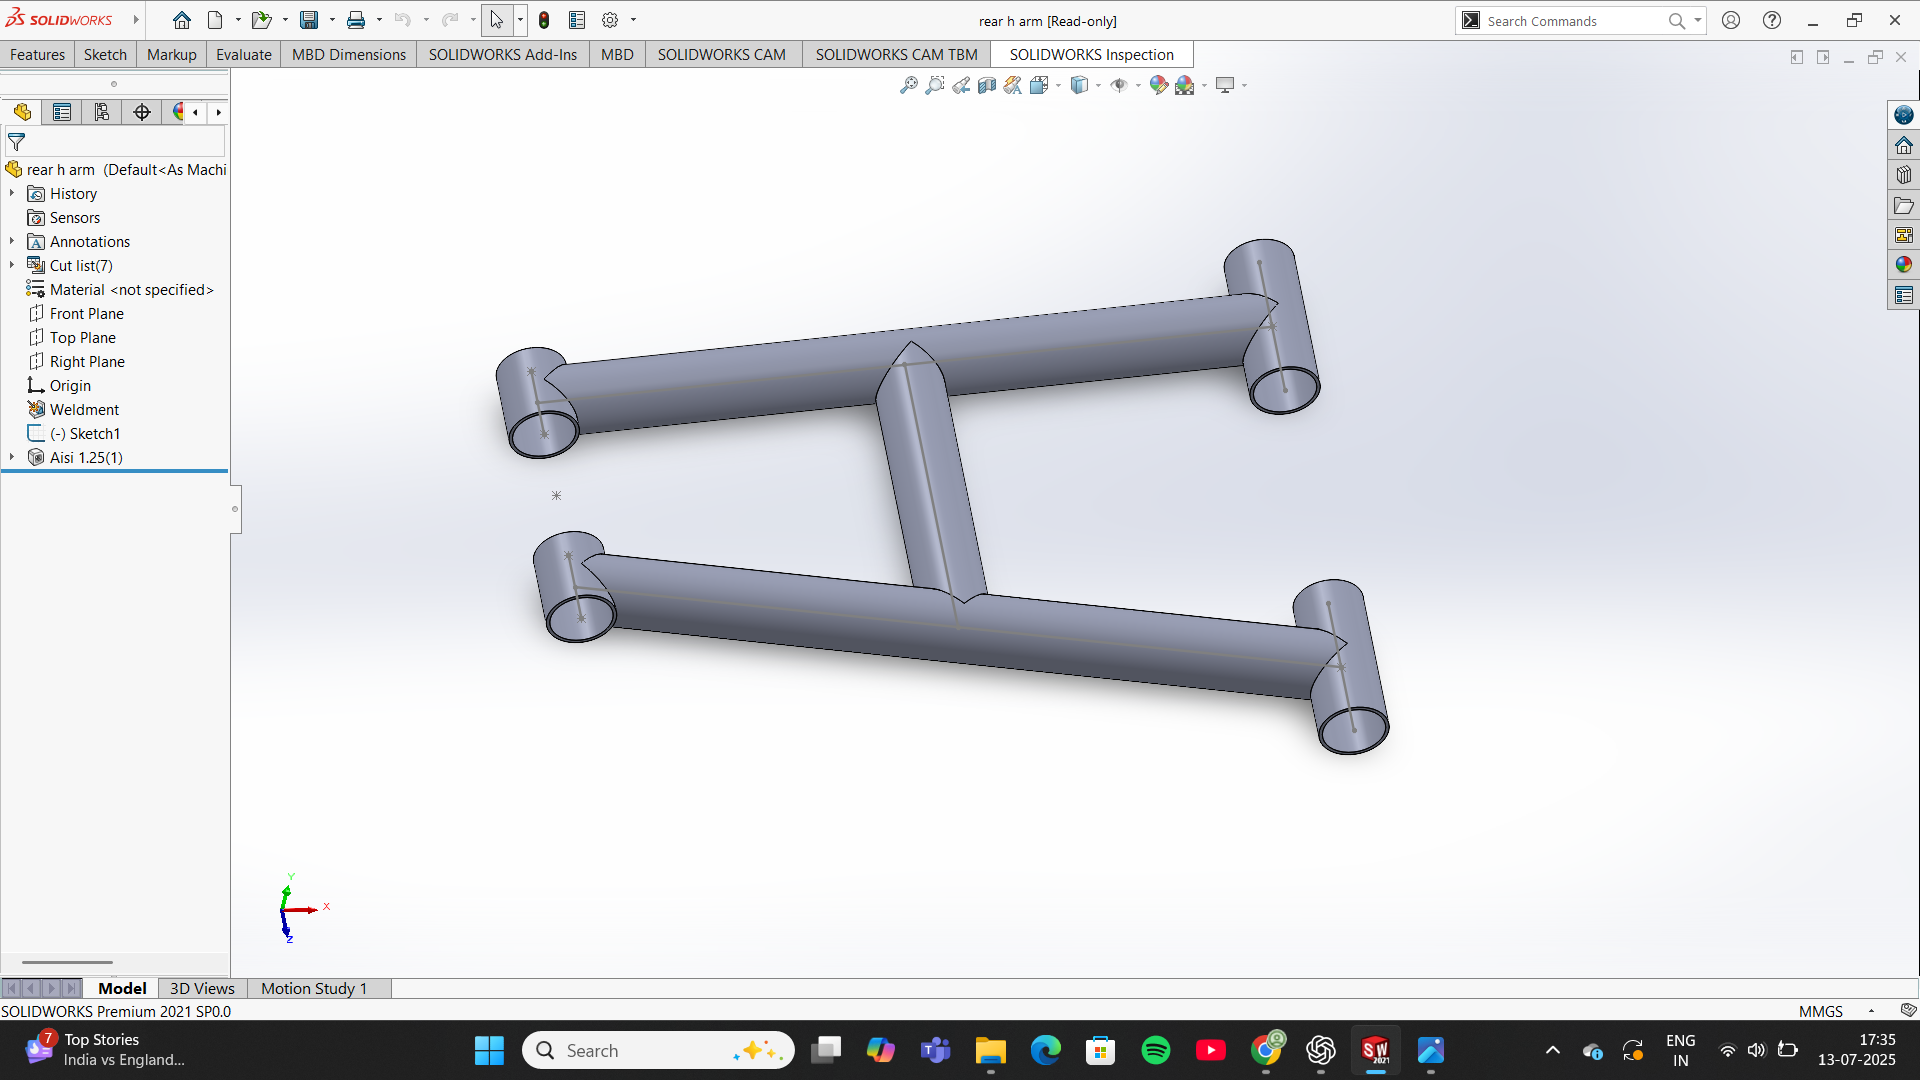 SOLIDWORKS
rear h arm [Read-only]
Search Commands
Features
Sketch
Markup
Evaluate
MBD Dimensions
SOLIDWORKS Add-Ins
MBD
SOLIDWORKS CAM
SOLIDWORKS CAM TBM
SOLIDWORKS Inspection
rear h arm (Default<As Machi
History
Sensors
Annotations
Cut list(7)
Material <not specified>
Front Plane
Top Plane
Right Plane
Origin
Weldment
(-) Sketch1
Aisi 1.25(1)
Y
X
Z
Model
3D Views
Motion Study 1
SOLIDWORKS Premium 2021 SP0.0
MMGS
7
Top Stories
India vs England...
Search
SW
2021
ENG
IN
17:35
13-07-2025